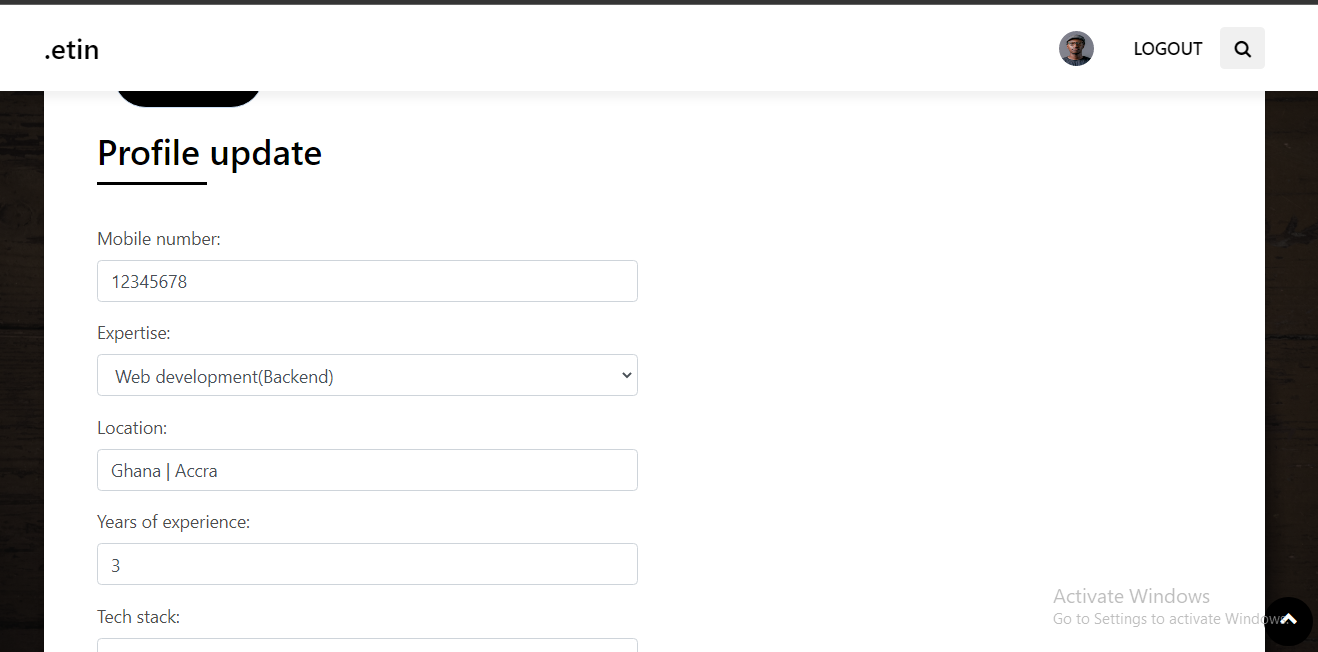 .etin
LOGOUT
Profile update
Mobile number:
12345678
Expertise:
Web development(Backend)
Location:
Ghana | Accra
Years of experience:
3
Tech stack:
Activate Windows
Go to Settings to activate Windows.